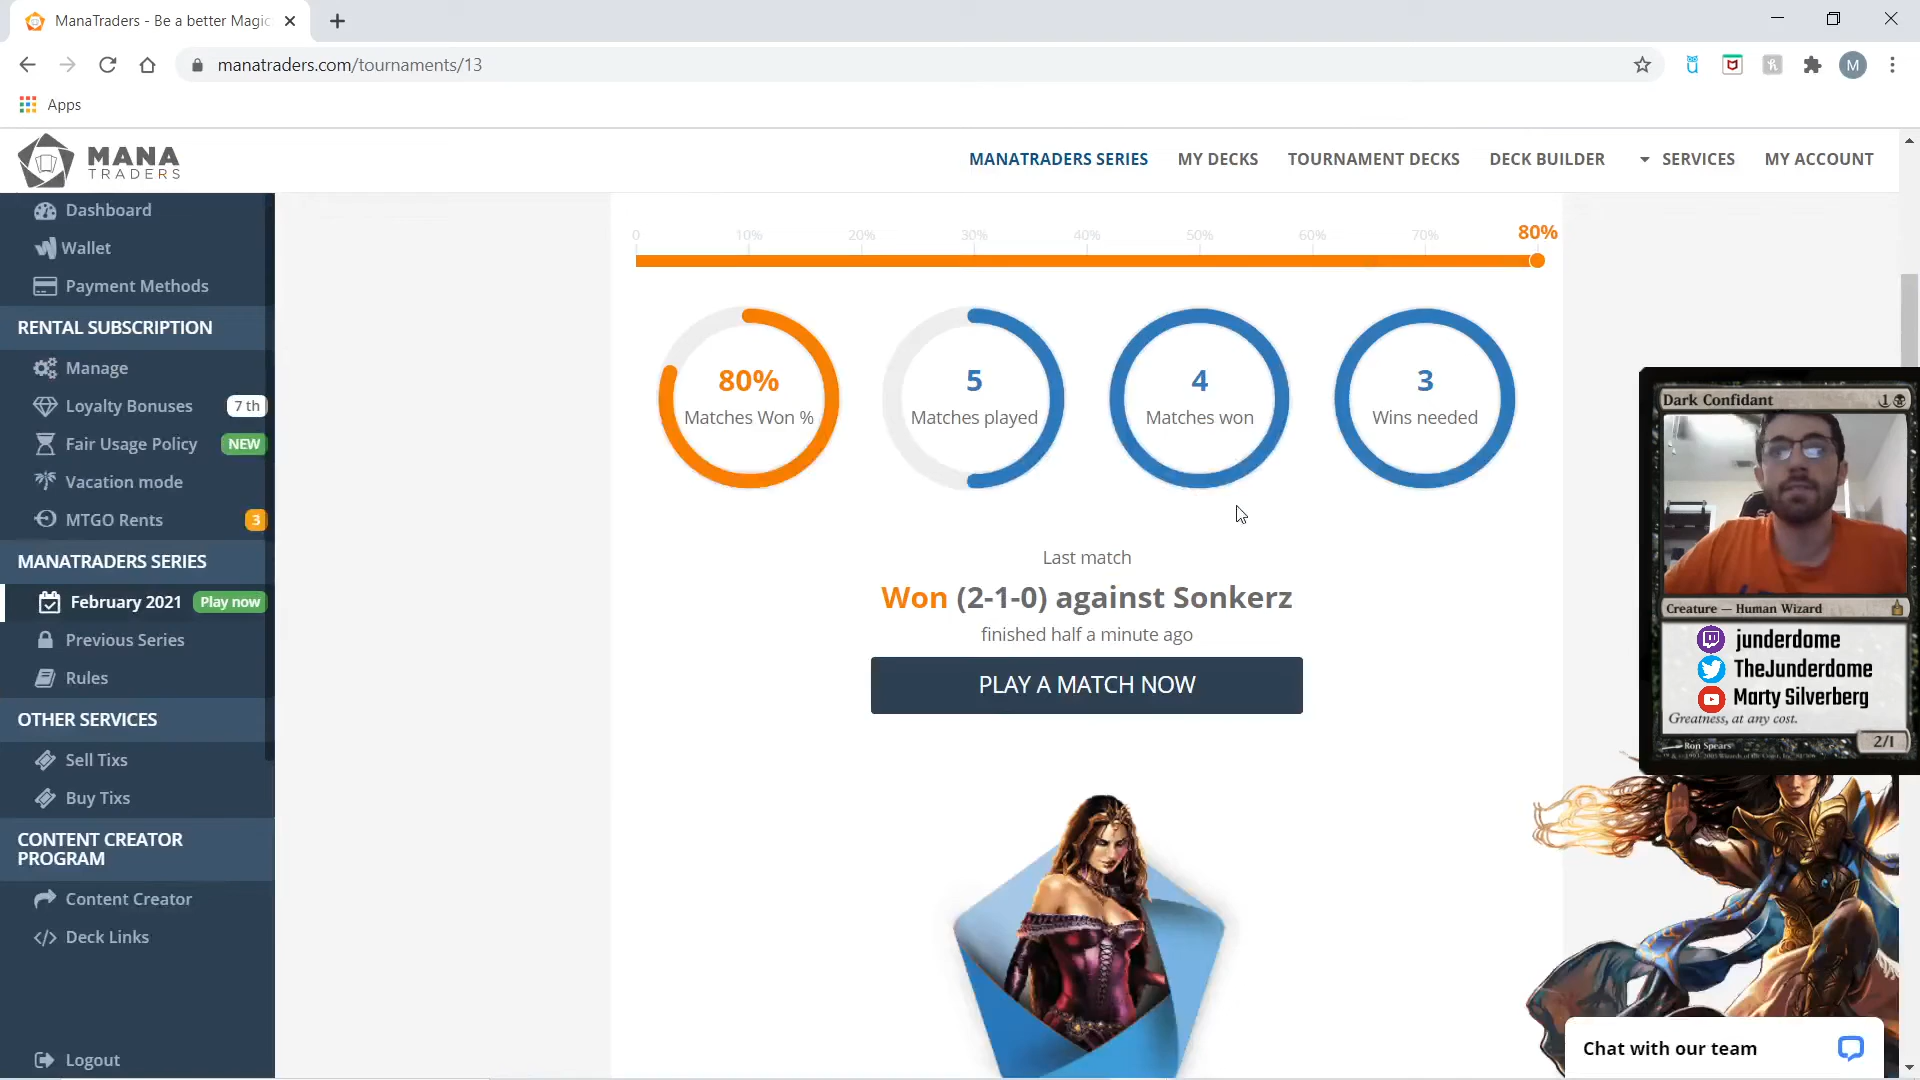 ManaTraders - Be a better Magic
manatraders.com/tournaments/13
M
Apps
MANA
TRADERS
MANATRADERS SERIES
MY DECKS
TOURNAMENT DECKS
DECK BUILDER
SERVICES
MY ACCOUNT
Dashboard
Wallet
Payment Methods
RENTAL SUBSCRIPTION
Manage
Loyalty Bonuses 7 th
Fair Usage Policy NEW
Vacation mode
MTGO Rents 3
MANATRADERS SERIES
February 2021 Play now
Previous Series
Rules
OTHER SERVICES
Sell Tixs
Buy Tixs
CONTENT CREATOR
PROGRAM
Content Creator
Deck Links
Logout
0 10% 20% 30% 40% 50% 60% 70% 80%
80%
Matches Won %
5
Matches played
4
Matches won
3
Wins needed
Last match
Won (2-1-0) against Sonkerz
finished half a minute ago
PLAY A MATCH NOW
Dark Confidant 1
Creature — Human Wizard
junderdome
TheJunderdome
Marty Silverberg
Greatness, at any cost.
Ron Spears
2/1
Chat with our team